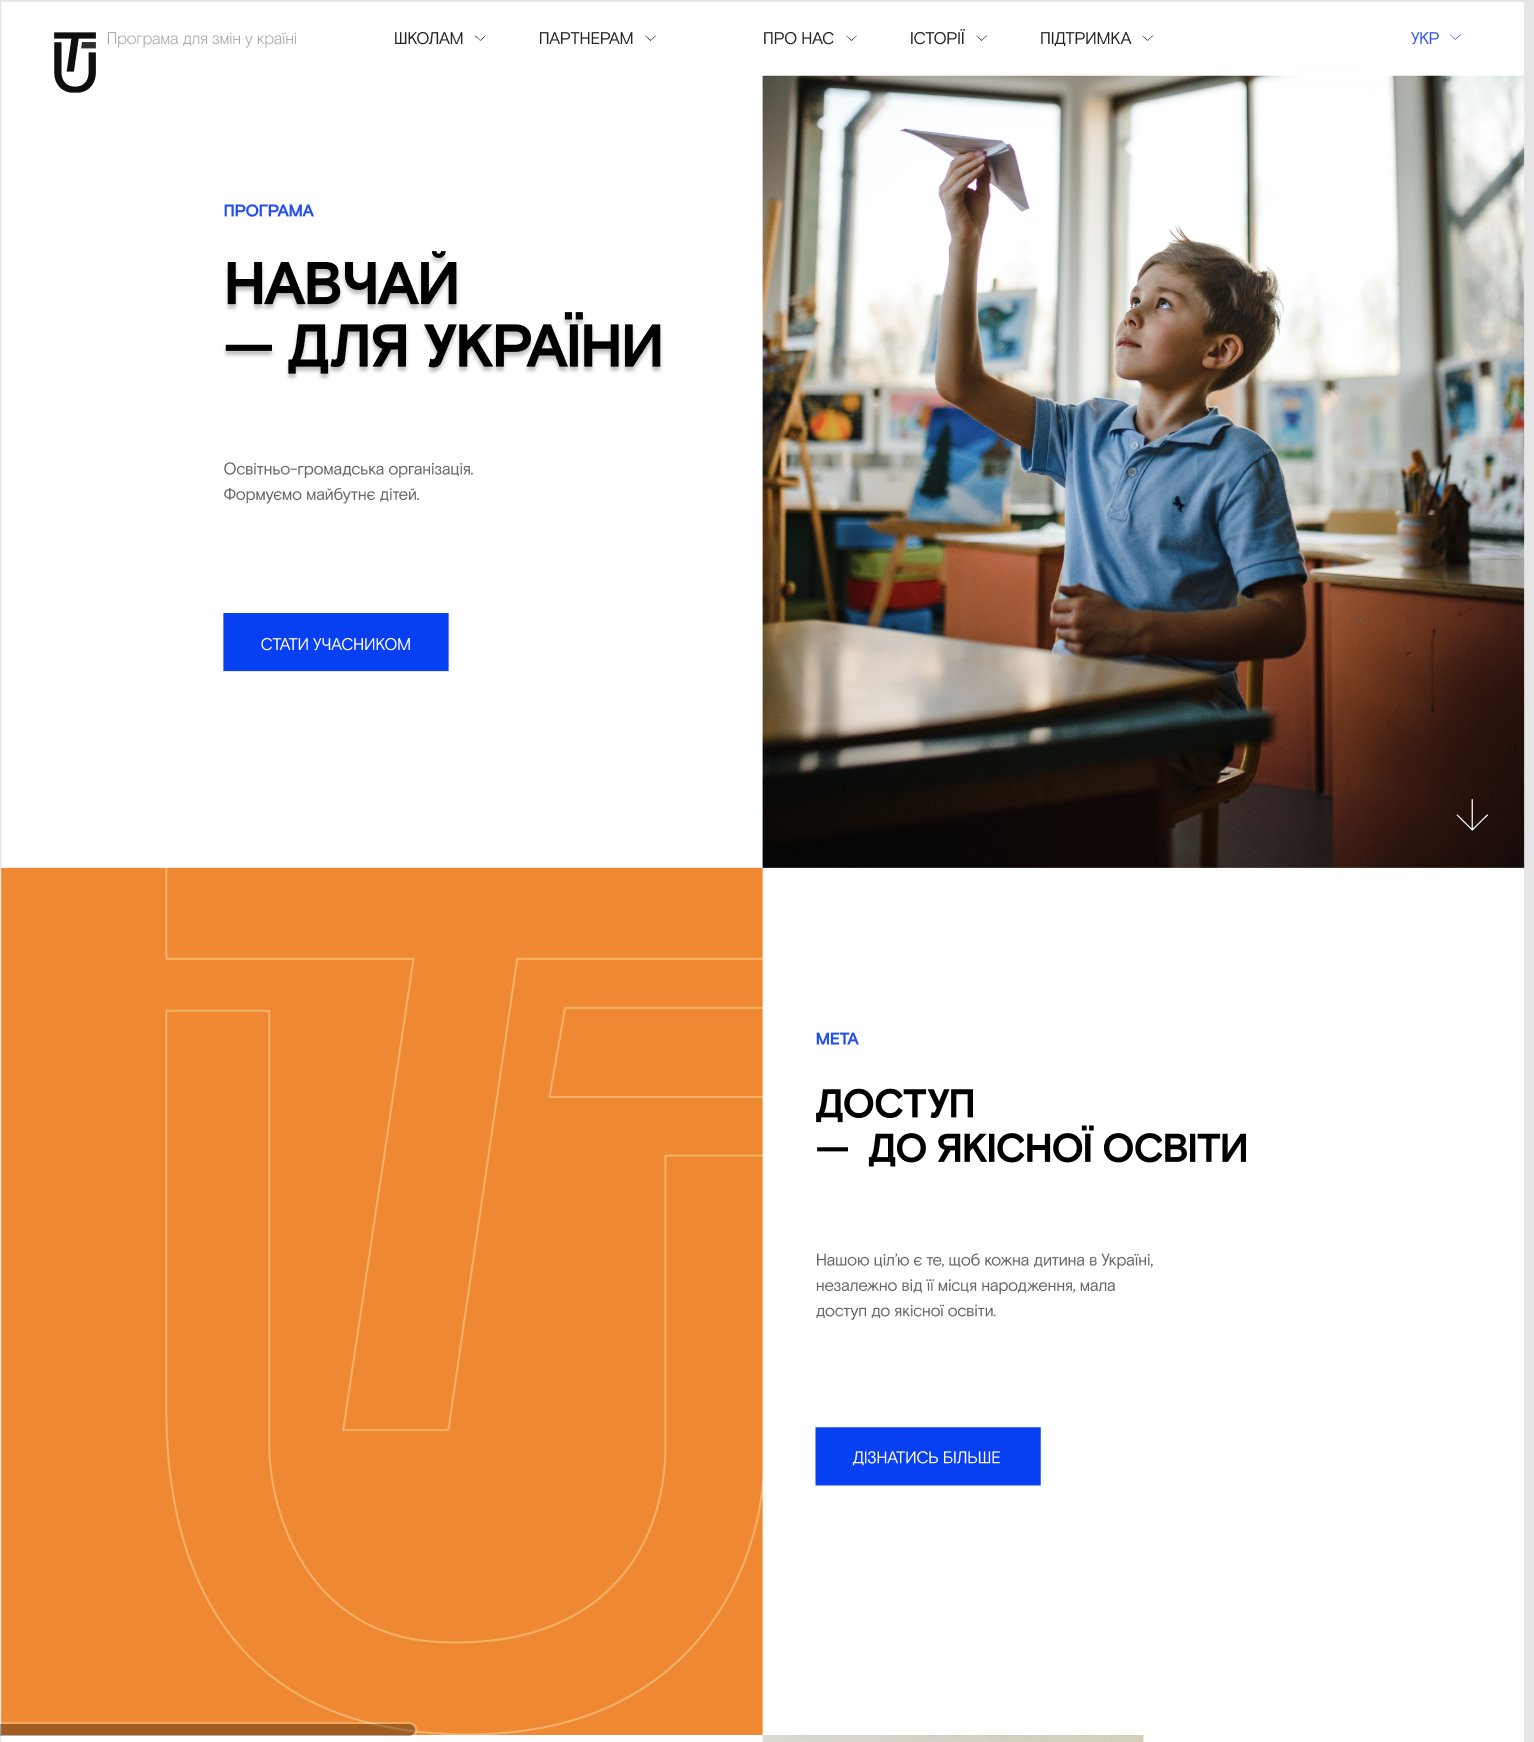 Програма для змін у країні
ШКОЛАМ
ПАРТНЕРАМ
ПРО НАС
ІСТОРІЇ
ПІДТРИМКА
УКР
ПРОГРАМА
НАВЧАЙ
— ДЛЯ УКРАЇНИ
Освітньо-громадська організація.
Формуємо майбутнє дітей.
СТАТИ УЧАСНИКОМ
МЕТА
ДОСТУП
— ДО ЯКІСНОЇ ОСВІТИ
Нашою ціл'ю є те, щоб кожна дитина в Україні,
незалежно від її місця народження, мала
доступ до якісної освіти.
ДІЗНАТИСЬ БІЛЬШЕ